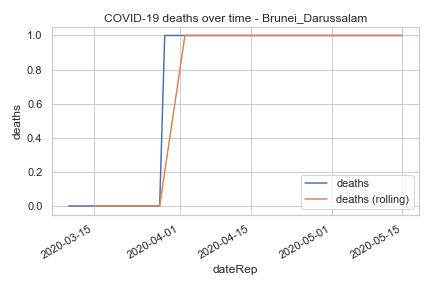 COVID-19 deaths over time - Brunei_Darussalam
deaths
1.0
0.8
0.6
0.4
0.2
0.0
deaths
deaths (rolling)
2020-03-15
2020-04-01
2020-04-15
2020-05-01
2020-05-15
dateRep